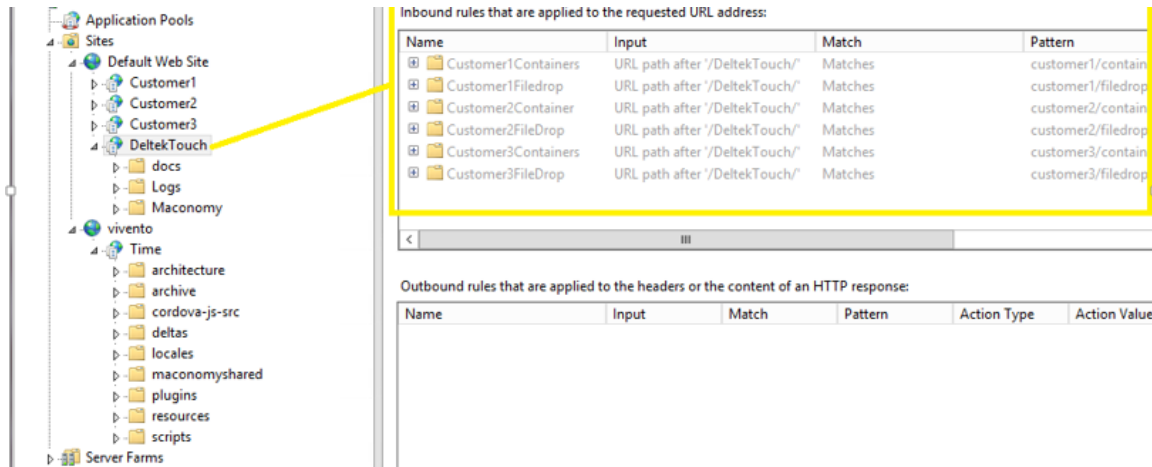 Application Pools
Sites
Default Web Site
Customer1
Customer2
Customer3
DeltekTouch
docs
Logs
Maconomy
vivento
Time
architecture
archive
cordova-js-src
deltas
locales
maconomyshared
plugins
resources
scripts
Server Farms
Inbound rules that are applied to the requested URL address:
Name Input Match Pattern
Customer1Containers URL path after '/DeltekTouch/' Matches customer1/contain
Customer1Filedrop URL path after '/DeltekTouch/' Matches customer1/filedrop
Customer2Container URL path after '/DeltekTouch/' Matches customer2/contain
Customer2FileDrop URL path after '/DeltekTouch/' Matches customer2/filedrop
Customer3Containers URL path after '/DeltekTouch/' Matches customer3/contain
Customer3FileDrop URL path after '/DeltekTouch/' Matches customer3/filedrop
Outbound rules that are applied to the headers or the content of an HTTP response:
Name Input Match Pattern Action Type Action Value